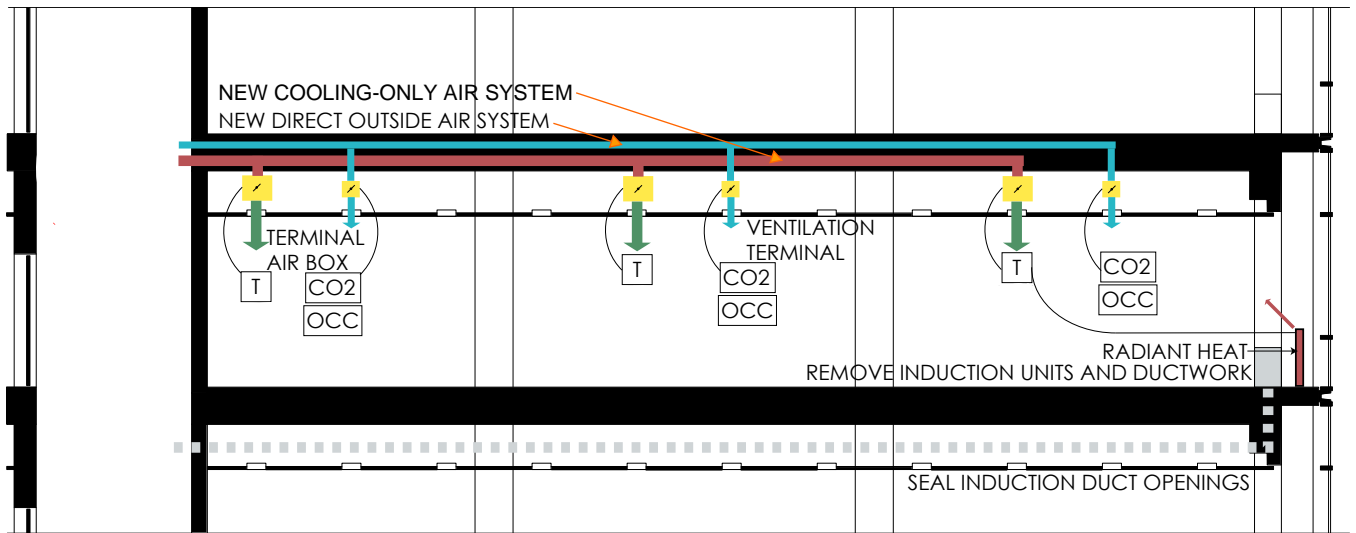 NEW COOLING-ONLY AIR SYSTEM
NEW DIRECT OUTSIDE AIR SYSTEM
TERMINAL
AIR BOX
T
CO2
OCC
VENTILATION
TERMINAL
T
CO2
OCC
T
CO2
OCC
RADIANT HEAT
REMOVE INDUCTION UNITS AND DUCTWORK
SEAL INDUCTION DUCT OPENINGS